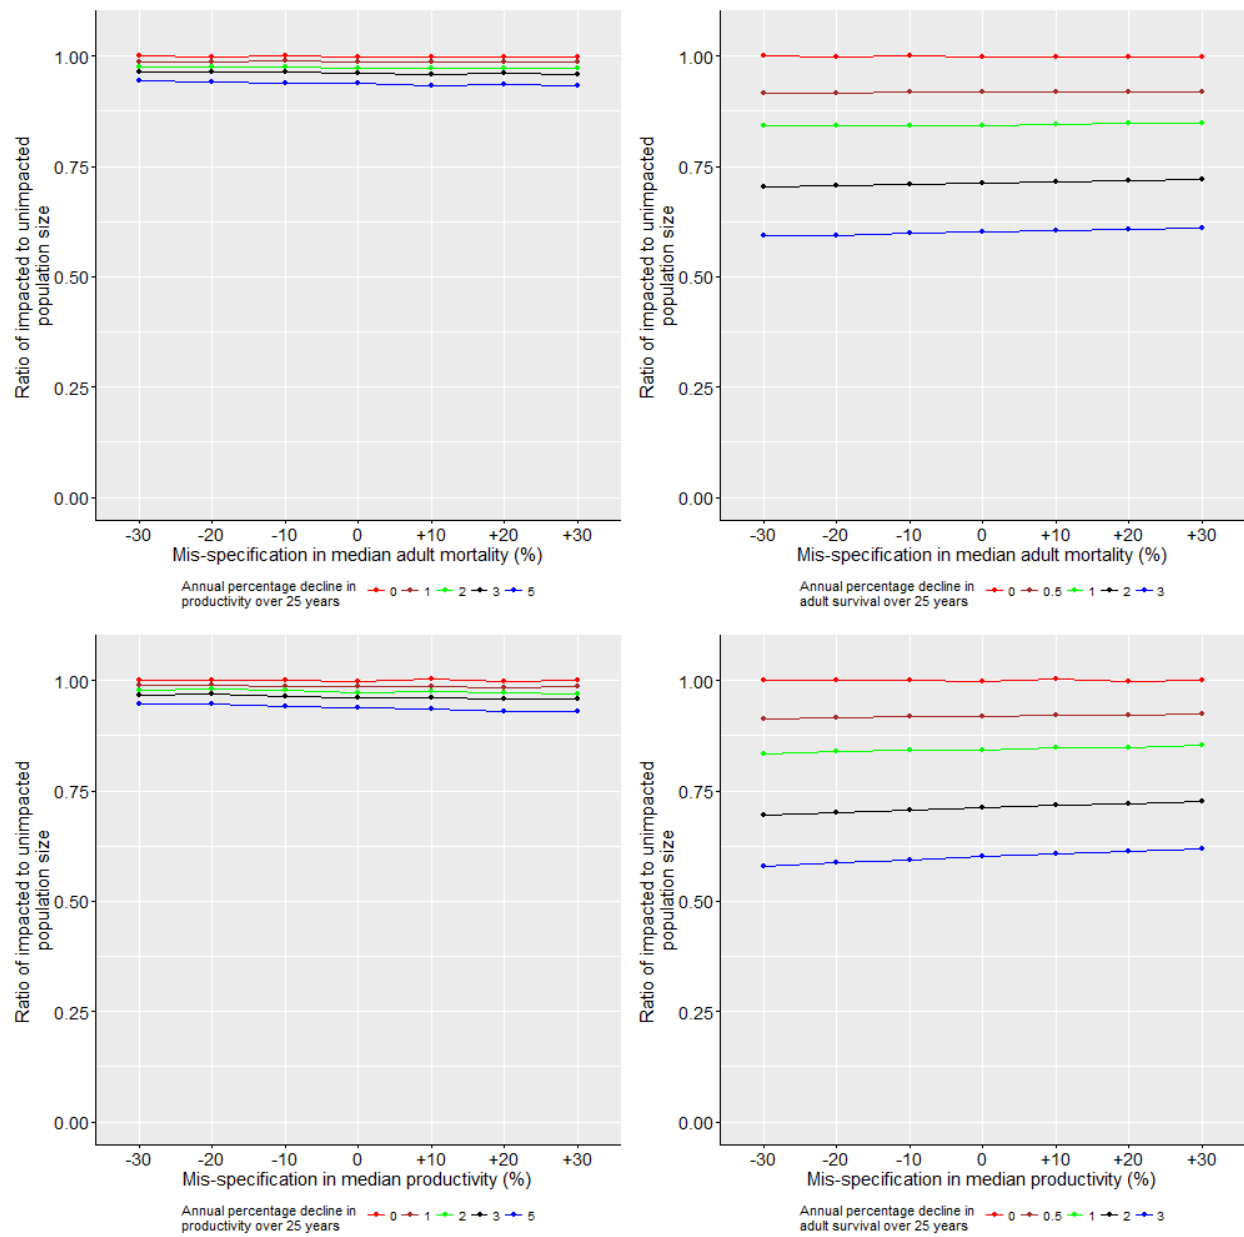 1.00
0.75
0.50
0.25
0.00
Ratio of impacted to unimpacted
population size
-30 -20 -10 0 +10 +20 +30
Mis-specification in median adult mortality (%)
Annual percentage decline in
productivity over 25 years
0 1 2 3 5
1.00
0.75
0.50
0.25
0.00
Ratio of impacted to unimpacted
population size
-30 -20 -10 0 +10 +20 +30
Mis-specification in median adult mortality (%)
Annual percentage decline in
adult survival over 25 years
0 0.5 1 2 3
1.00
0.75
0.50
0.25
0.00
Ratio of impacted to unimpacted
population size
-30 -20 -10 0 +10 +20 +30
Mis-specification in median productivity (%)
Annual percentage decline in
productivity over 25 years
0 1 2 3 5
1.00
0.75
0.50
0.25
0.00
Ratio of impacted to unimpacted
population size
-30 -20 -10 0 +10 +20 +30
Mis-specification in median productivity (%)
Annual percentage decline in
adult survival over 25 years
0 0.5 1 2 3